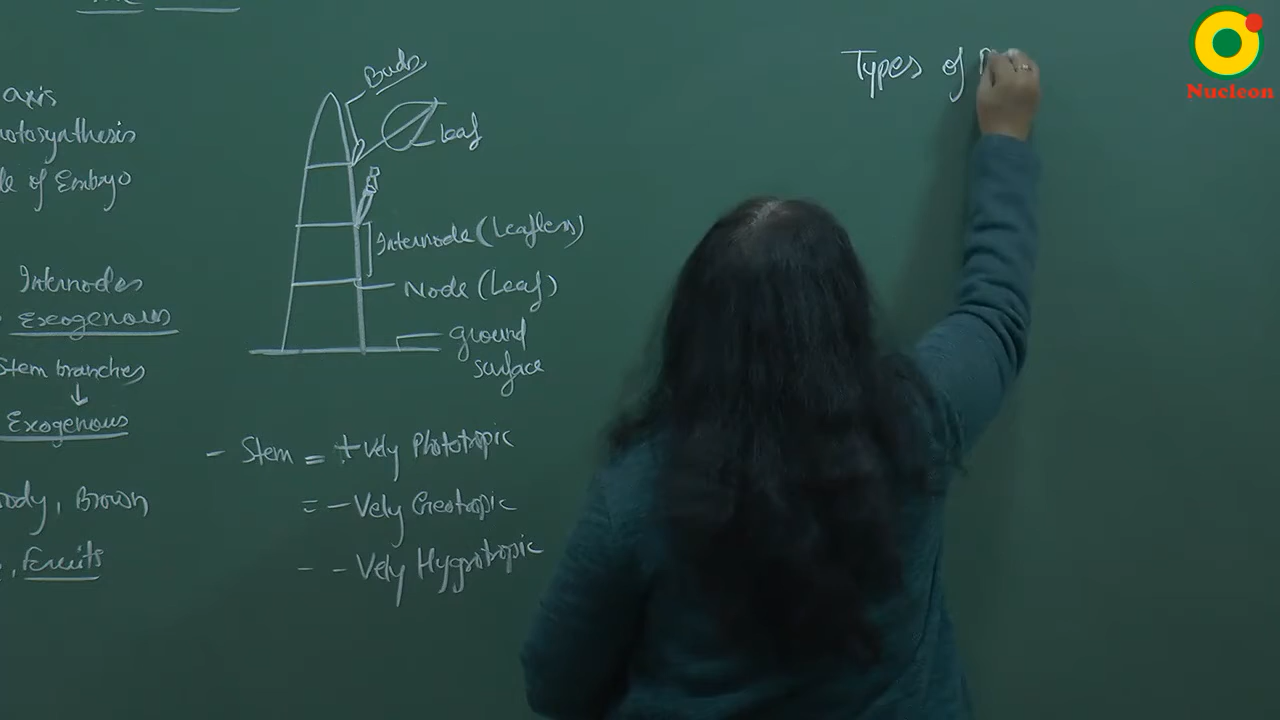 axis
otosynthesis
le of Embryo
Internodes
Exogenous
Stem branches
↓
Exogenous
ody, Brown
, Fruits
Buds
Leaf
Internode (Leafless)
Node (Leaf)
ground
surface
- Stem = +vely Phototropic
= -vely Geotropic
- -vely Hygrotropic
Types of
Nucleon